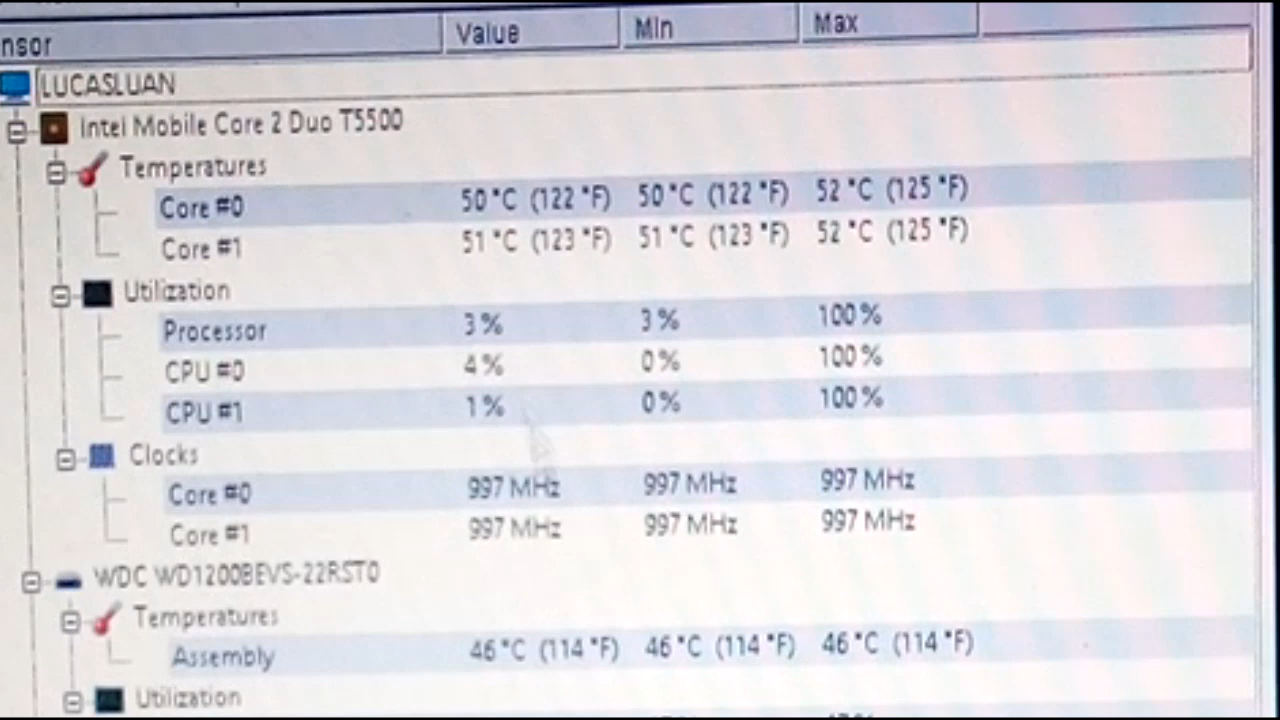 nsor Value Min Max
LUCASLUAN
Intel Mobile Core 2 Duo T5500
Temperatures
Core #0 50 °C (122 °F) 50 °C (122 °F) 52 °C (125 °F)
Core #1 51 °C (123 °F) 51 °C (123 °F) 52 °C (125 °F)
Utilization
Processor 3 % 3 % 100 %
CPU #0 4 % 0 % 100 %
CPU #1 1 % 0 % 100 %
Clocks
Core #0 997 MHz 997 MHz 997 MHz
Core #1 997 MHz 997 MHz 997 MHz
WDC WD1200BEVS-22RST0
Temperatures
Assembly 46 °C (114 °F) 46 °C (114 °F) 46 °C (114 °F)
Utilization